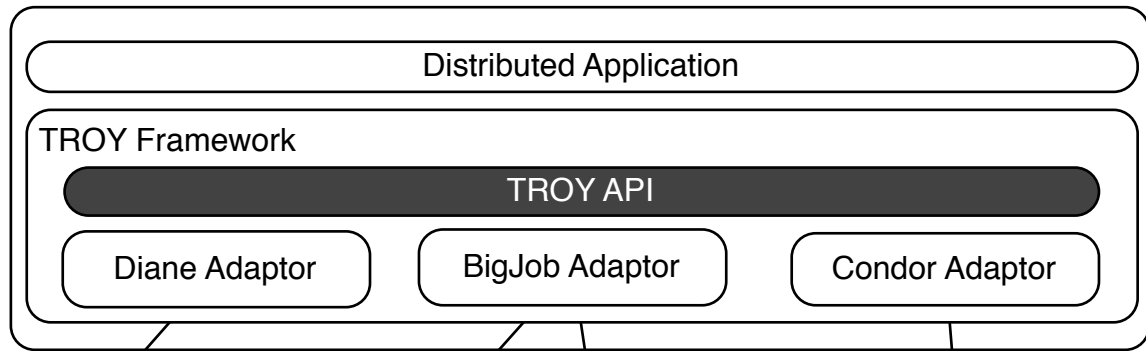 Distributed Application
TROY Framework
TROY API
Diane Adaptor
BigJob Adaptor
Condor Adaptor